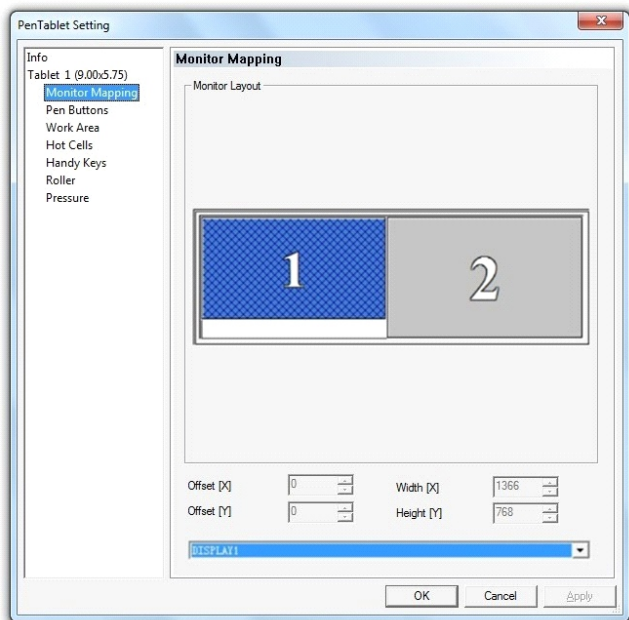 PenTablet Setting
Info
Tablet 1 (9.00x5.75)
Monitor Mapping
Pen Buttons
Work Area
Hot Cells
Handy Keys
Roller
Pressure
Monitor Mapping
Monitor Layout
1 2
Offset [X] 0 Width [X] 1366
Offset [Y] 0 Height [Y] 768
DISPLAY1
OK Cancel Apply